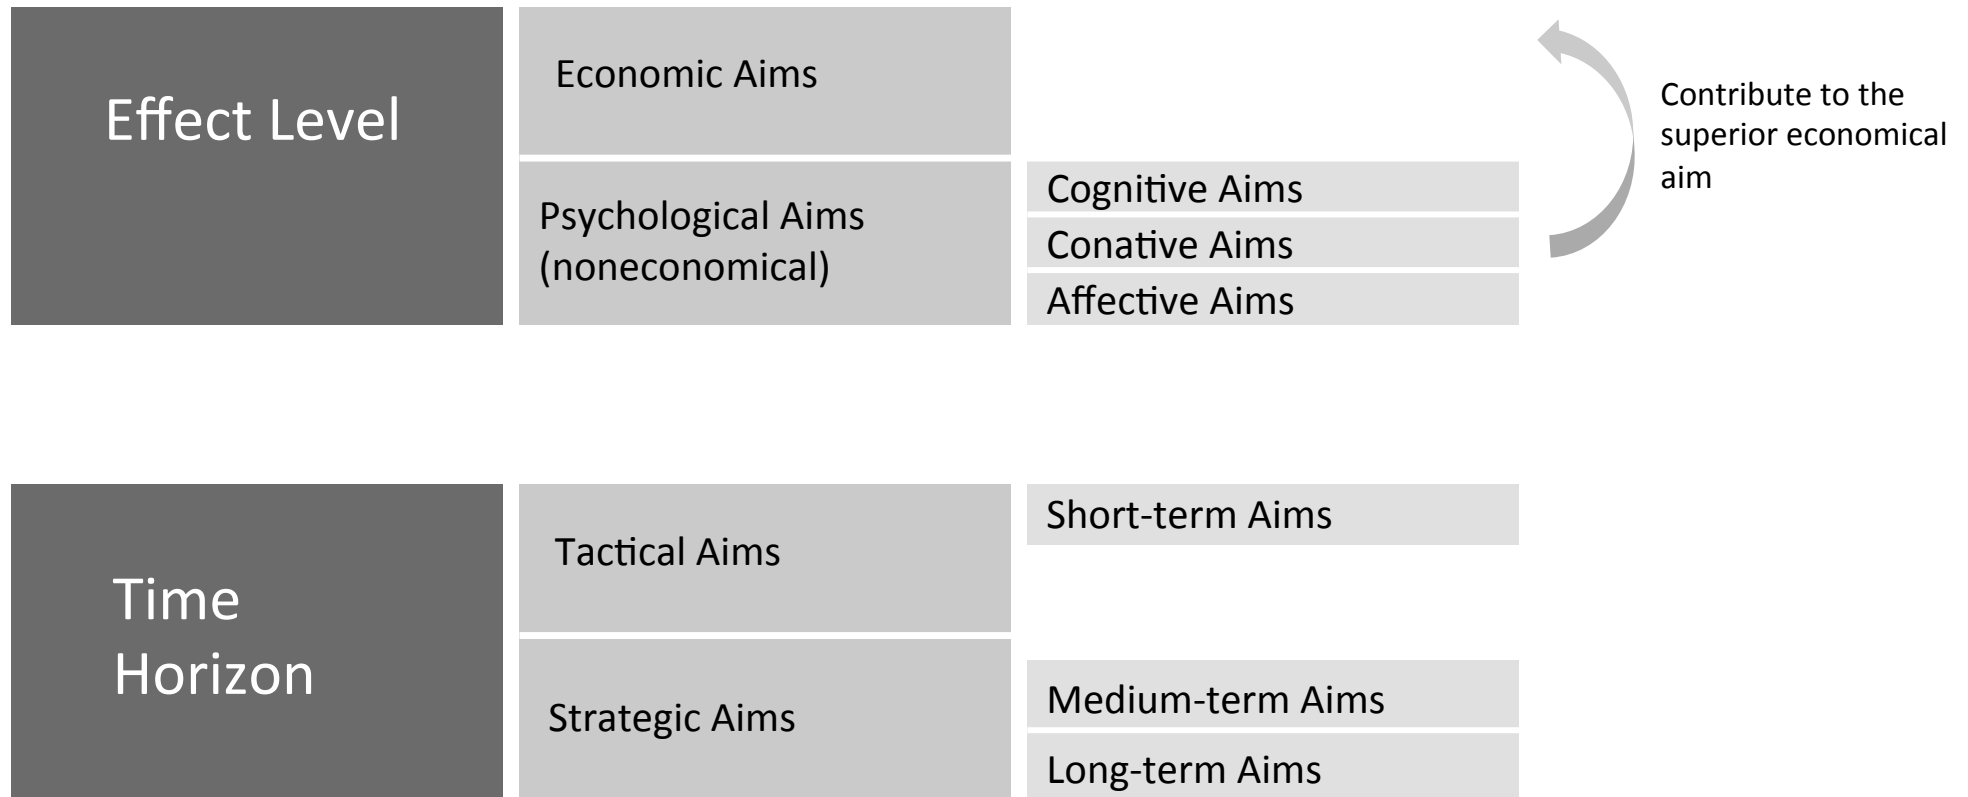 Effect Level
Economic Aims
Psychological Aims
(noneconomical)
Cognitive Aims
Conative Aims
Affective Aims
Contribute to the
superior economical
aim
Time
Horizon
Tactical Aims
Strategic Aims
Short-term Aims
Medium-term Aims
Long-term Aims